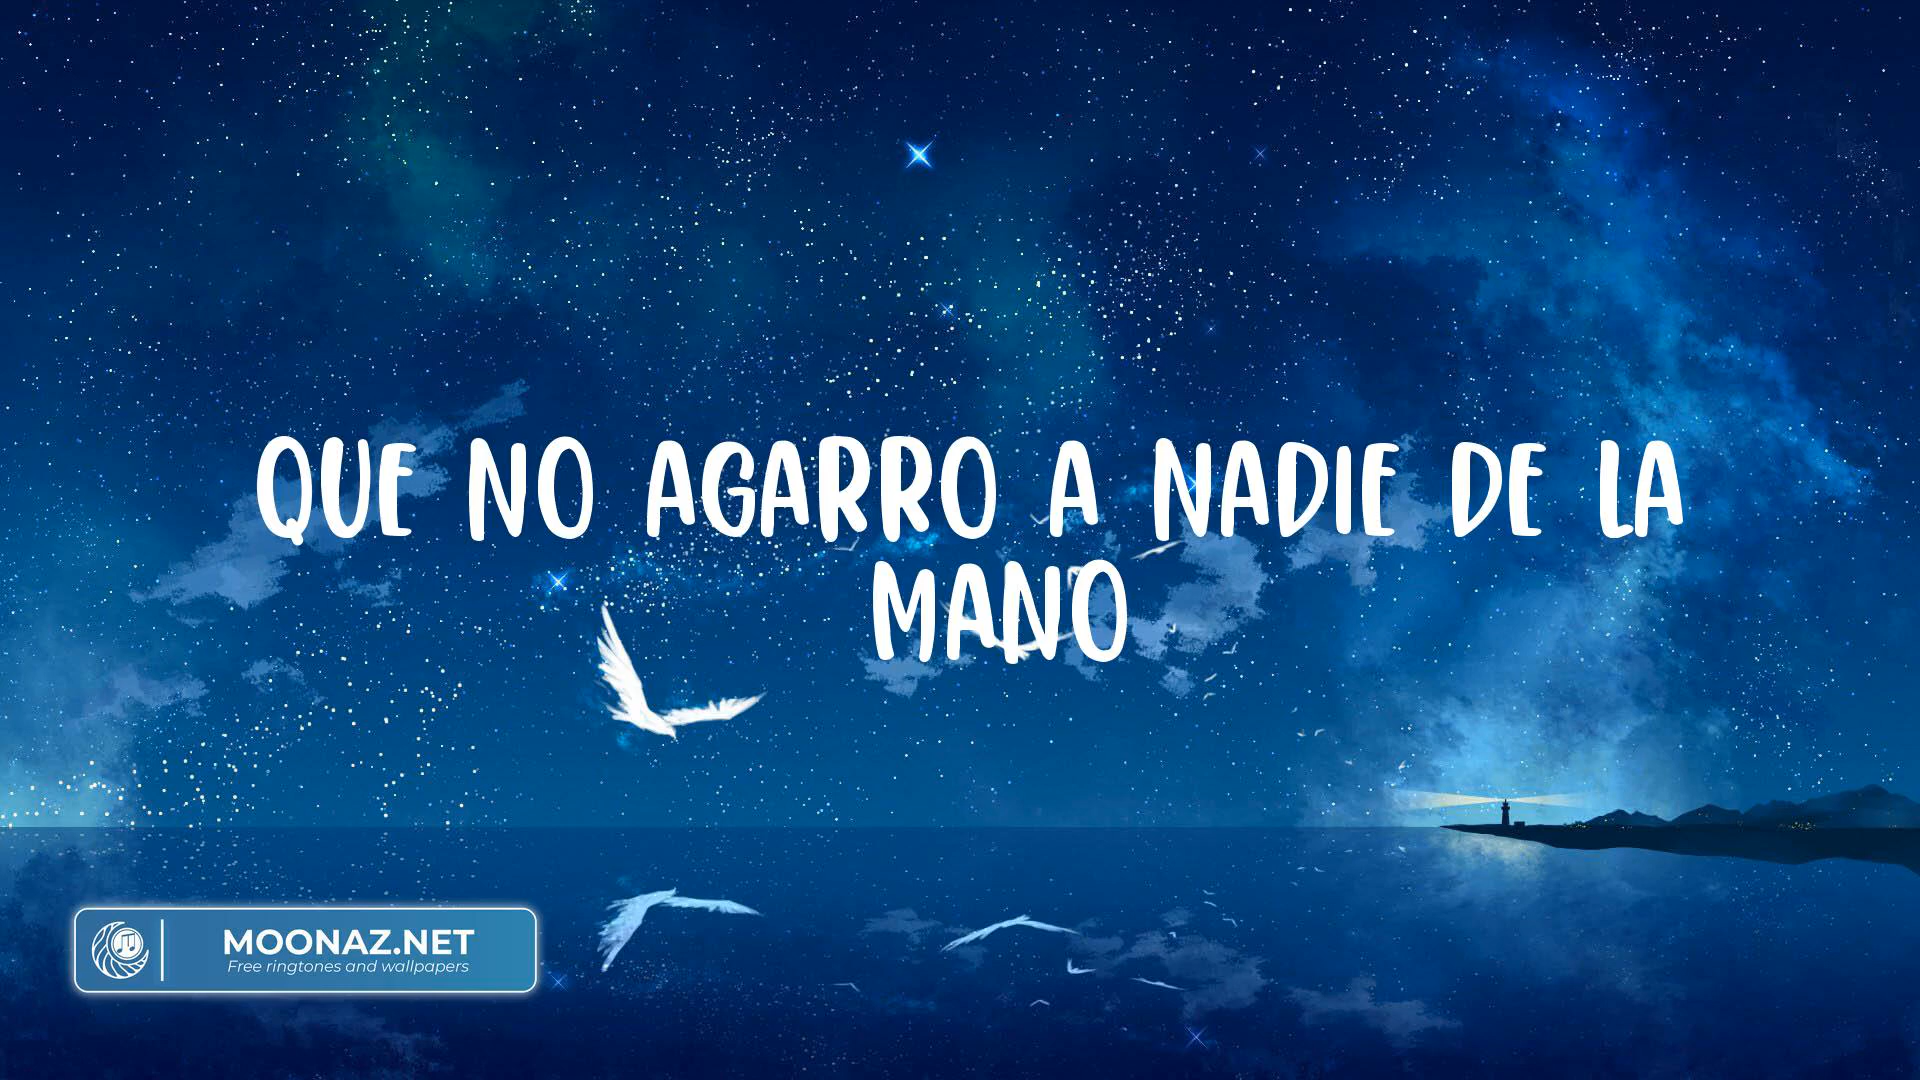 QUE NO AGARRO A NADIE DE LA
MANO
MOONAZ.NET
Free ringtones and wallpapers